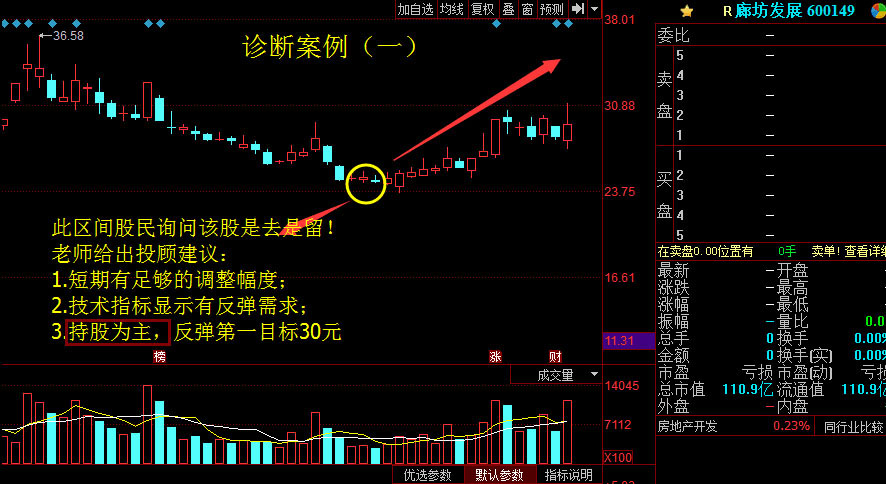 加自选 均线 复权 叠 窗 预测
38.01
R 廊坊发展 600149
36.58
诊断案例（一）
委比 –
卖盘
5 –
4 –
3 –
2 –
1 –
买盘
1 –
2 –
3 –
4 –
5 –
30.88
23.75
16.61
11.31
此区间股民询问该股是去是留！
老师给出投顾建议：
1.短期有足够的调整幅度；
2.技术指标显示有反弹需求；
3.持股为主，反弹第一目标30元
榜 涨 财
在卖盘0.00位置有 0手 卖单! 查看详细
最新 – 开盘
涨跌 – 最高
涨幅 – 最低
振幅 – 量比 0.0
总手 0 换手 0.00%
金额 0 换手(实) 0.00%
市盈 亏损 市盈(动) 亏损
总市值 110.9亿 流通值 110.9亿
外盘 – 内盘
房地产开发 0.23% 同行业比较
成交量
14045
7112
X100
优选参数 默认参数 指标说明